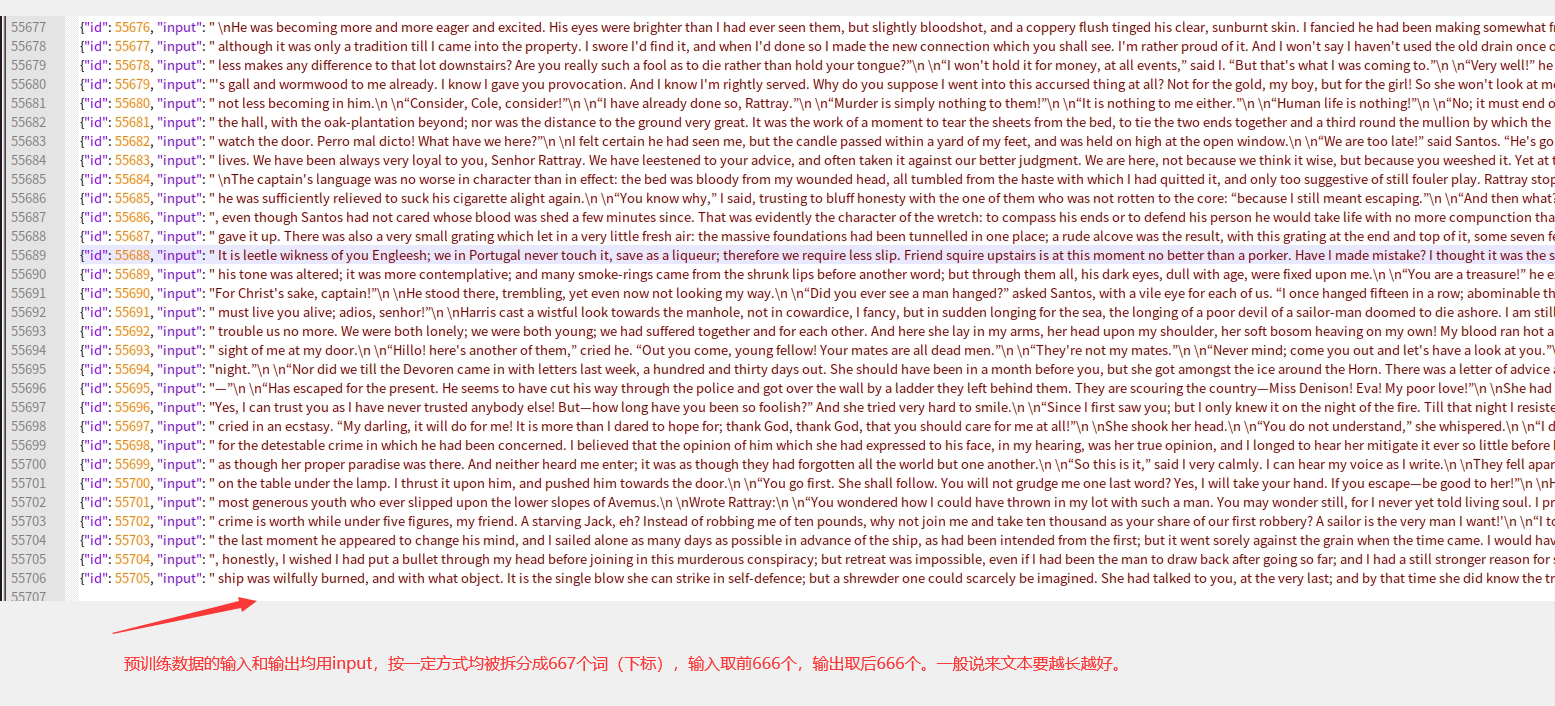 55677 {"id": 55676, "input": " \nHe was becoming more and more eager and excited. His eyes were brighter than I had ever seen them, but slightly bloodshot, and a coppery flush tinged his clear, sunburnt skin. I fancied he had been making somewhat f
55678 {"id": 55677, "input": " although it was only a tradition till I came into the property. I swore I'd find it, and when I'd done so I made the new connection which you shall see. I'm rather proud of it. And I won't say I haven't used the old drain once o
55679 {"id": 55678, "input": " less makes any difference to that lot downstairs? Are you really such a fool as to die rather than hold your tongue?”\n \n“I won't hold it for money, at all events,” said I. “But that's what I was coming to.”\n \n“Very well!” he
55680 {"id": 55679, "input": "'s gall and wormwood to me already. I know I gave you provocation. And I know I'm rightly served. Why do you suppose I went into this accursed thing at all? Not for the gold, my boy, but for the girl! So she won't look at me
55681 {"id": 55680, "input": " not less becoming in him.\n \n“Consider, Cole, consider!”\n \n“I have already done so, Rattray.”\n \n“Murder is simply nothing to them!”\n \n“It is nothing to me either.”\n \n“Human life is nothing!”\n \n“No; it must end o
55682 {"id": 55681, "input": " the hall, with the oak-plantation beyond; nor was the distance to the ground very great. It was the work of a moment to tear the sheets from the bed, to tie the two ends together and a third round the mullion by which the
55683 {"id": 55682, "input": " watch the door. Perro mal dicto! What have we here?”\n \nI felt certain he had seen me, but the candle passed within a yard of my feet, and was held on high at the open window.\n \n“We are too late!” said Santos. “He's go
55684 {"id": 55683, "input": " lives. We have been always very loyal to you, Senhor Rattray. We have leestened to your advice, and often taken it against our better judgment. We are here, not because we think it wise, but because you weeshed it. Yet at t
55685 {"id": 55684, "input": " \nThe captain's language was no worse in character than in effect: the bed was bloody from my wounded head, all tumbled from the haste with which I had quitted it, and only too suggestive of still fouler play. Rattray stop
55686 {"id": 55685, "input": " he was sufficiently relieved to suck his cigarette alight again.\n \n“You know why,” I said, trusting to bluff honesty with the one of them who was not rotten to the core: “because I still meant escaping.”\n \n“And then what?
55687 {"id": 55686, "input": ", even though Santos had not cared whose blood was shed a few minutes since. That was evidently the character of the wretch: to compass his ends or to defend his person he would take life with no more compunction tha
55688 {"id": 55687, "input": " gave it up. There was also a very small grating which let in a very little fresh air: the massive foundations had been tunnelled in one place; a rude alcove was the result, with this grating at the end and top of it, some seven fe
55689 {"id": 55688, "input": " It is leetle wikness of you Engleesh; we in Portugal never touch it, save as a liqueur; therefore we require less slip. Friend squire upstairs is at this moment no better than a porker. Have I made mistake? I thought it was the s
55690 {"id": 55689, "input": " his tone was altered; it was more contemplative; and many smoke-rings came from the shrunk lips before another word; but through them all, his dark eyes, dull with age, were fixed upon me.\n \n“You are a treasure!” he e
55691 {"id": 55690, "input": "For Christ's sake, captain!”\n \nHe stood there, trembling, yet even now not looking my way.\n \n“Did you ever see a man hanged?” asked Santos, with a vile eye for each of us. “I once hanged fifteen in a row; abominable th
55692 {"id": 55691, "input": " must live you alive; adios, senhor!”\n \nHarris cast a wistful look towards the manhole, not in cowardice, I fancy, but in sudden longing for the sea, the longing of a poor devil of a sailor-man doomed to die ashore. I am still
55693 {"id": 55692, "input": " trouble us no more. We were both lonely; we were both young; we had suffered together and for each other. And here she lay in my arms, her head upon my shoulder, her soft bosom heaving on my own! My blood ran hot a
55694 {"id": 55693, "input": " sight of me at my door.\n \n“Hillo! here's another of them,” cried he. “Out you come, young fellow! Your mates are all dead men.”\n \n“They're not my mates.”\n \n“Never mind; come you out and let's have a look at you.”\
55695 {"id": 55694, "input": "night.”\n \n“Nor did we till the Devoren came in with letters last week, a hundred and thirty days out. She should have been in a month before you, but she got amongst the ice around the Horn. There was a letter of advice a
55696 {"id": 55695, "input": "—”\n \n“Has escaped for the present. He seems to have cut his way through the police and got over the wall by a ladder they left behind them. They are scouring the country—Miss Denison! Eva! My poor love!”\n \nShe had
55697 {"id": 55696, "input": "Yes, I can trust you as I have never trusted anybody else! But—how long have you been so foolish?” And she tried very hard to smile.\n \n“Since I first saw you; but I only knew it on the night of the fire. Till that night I resiste
55698 {"id": 55697, "input": " cried in an ecstasy. “My darling, it will do for me! It is more than I dared to hope for; thank God, thank God, that you should care for me at all!”\n \nShe shook her head.\n \n“You do not understand,” she whispered.\n \n“I d
55699 {"id": 55698, "input": " for the detestable crime in which he had been concerned. I believed that the opinion of him which she had expressed to his face, in my hearing, was her true opinion, and I longed to hear her mitigate it ever so little before l
55700 {"id": 55699, "input": " as though her proper paradise was there. And neither heard me enter; it was as though they had forgotten all the world but one another.\n \n“So this is it,” said I very calmly. I can hear my voice as I write.\n \nThey fell apar
55701 {"id": 55700, "input": " on the table under the lamp. I thrust it upon him, and pushed him towards the door.\n \n“You go first. She shall follow. You will not grudge me one last word? Yes, I will take your hand. If you escape—be good to her!”\n \nH
55702 {"id": 55701, "input": " most generous youth who ever slipped upon the lower slopes of Avemus.\n \nWrote Rattray:\n \n“You wondered how I could have thrown in my lot with such a man. You may wonder still, for I never yet told living soul. I pr
55703 {"id": 55702, "input": " crime is worth while under five figures, my friend. A starving Jack, eh? Instead of robbing me of ten pounds, why not join me and take ten thousand as your share of our first robbery? A sailor is the very man I want!'\n \n“I to
55704 {"id": 55703, "input": " the last moment he appeared to change his mind, and I sailed alone as many days as possible in advance of the ship, as had been intended from the first; but it went sorely against the grain when the time came. I would hav
55705 {"id": 55704, "input": ", honestly, I wished I had put a bullet through my head before joining in this murderous conspiracy; but retreat was impossible, even if I had been the man to draw back after going so far; and I had a still stronger reason for s
55706 {"id": 55705, "input": " ship was wilfully burned, and with what object. It is the single blow she can strike in self-defence; but a shrewder one could scarcely be imagined. She had talked to you, at the very last; and by that time she did know the tr
55707
预训练数据的输入和输出均用input，按一定方式均被拆分成667个词（下标），输入取前666个，输出取后666个。一般说来文本要越长越好。